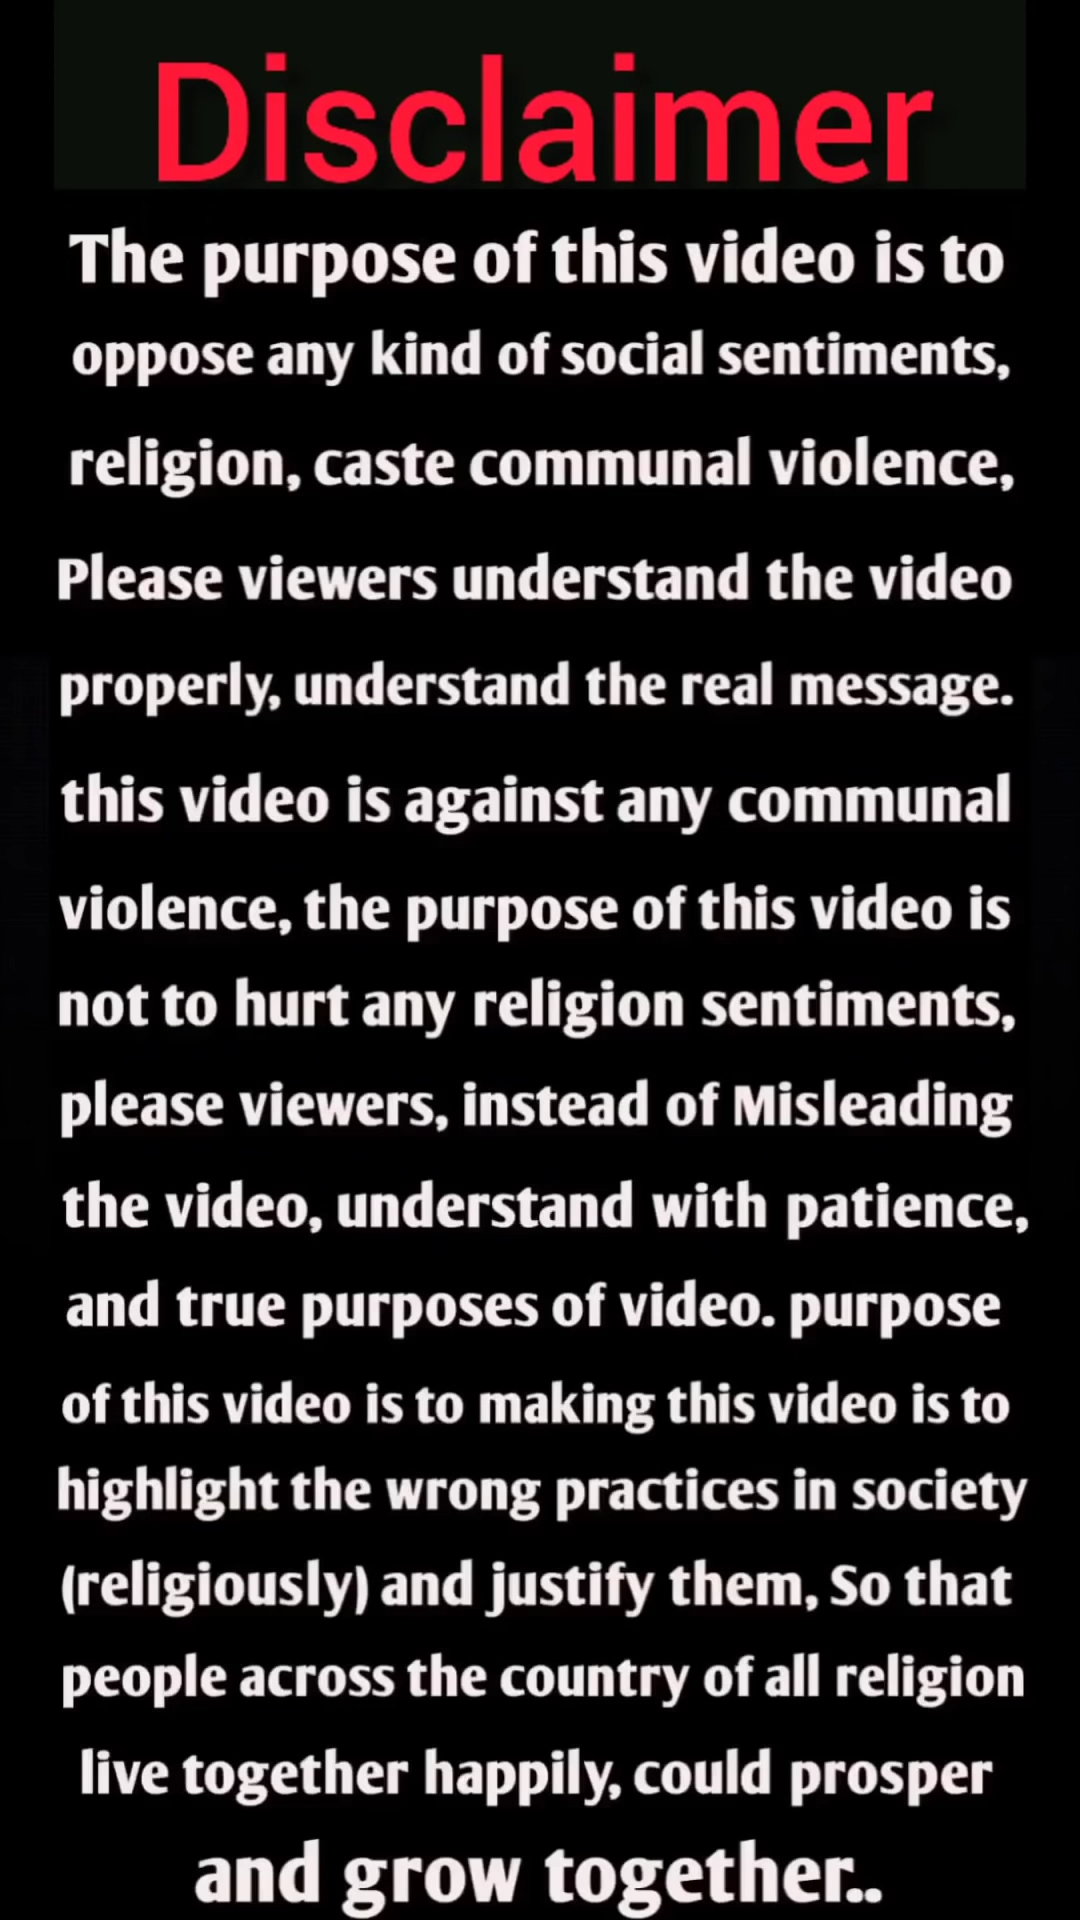 Disclaimer
The purpose of this video is to
oppose any kind of social sentiments,
religion, caste communal violence,
Please viewers understand the video
properly, understand the real message.
this video is against any communal
violence, the purpose of this video is
not to hurt any religion sentiments,
please viewers, instead of Misleading
the video, understand with patience,
and true purposes of video. purpose
of this video is to making this video is to
highlight the wrong practices in society
(religiously) and justify them, So that
people across the country of all religion
live together happily, could prosper
and grow together..